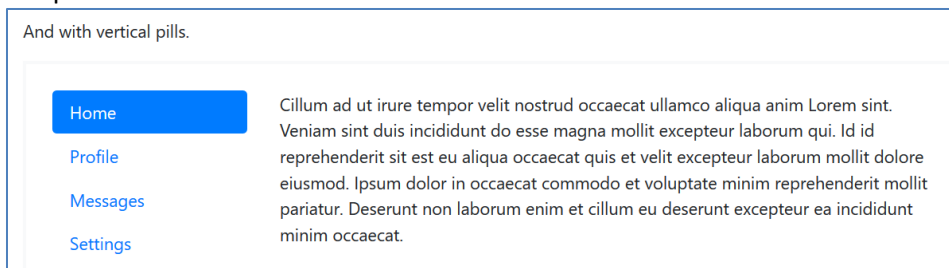 And with vertical pills.
Home
Profile
Messages
Settings
Cillum ad ut irure tempor velit nostrud occaecat ullamco aliqua anim Lorem sint.
Veniam sint duis incididunt do esse magna mollit excepteur laborum qui. Id id
reprehenderit sit est eu aliqua occaecat quis et velit excepteur laborum mollit dolore
eiusmod. Ipsum dolor in occaecat commodo et voluptate minim reprehenderit mollit
pariatur. Deserunt non laborum enim et cillum eu deserunt excepteur ea incididunt
minim occaecat.